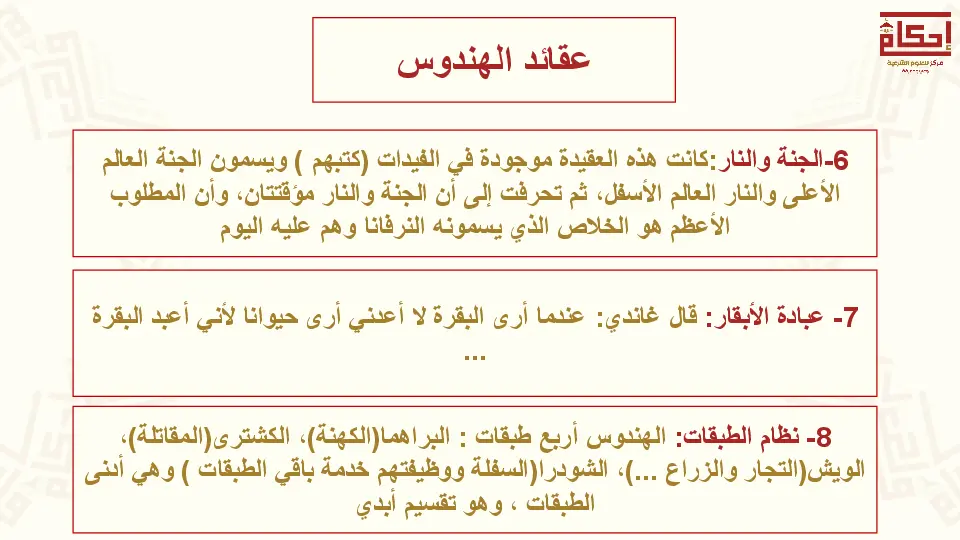 إحكام
مركز للعلوم الشرعية
عقائد الهندوس
6-الجنة والنار:كانت هذه العقيدة موجودة في الفيدات (كتبهم ) ويسمون الجنة العالم
الأعلى والنار العالم الأسفل، ثم تحرفت إلى أن الجنة والنار مؤقتتان، وأن المطلوب
الأعظم هو الخلاص الذي يسمونه النرفانا وهم عليه اليوم
7- عبادة الأبقار: قال غاندي: عندما أرى البقرة لا أعدني أرى حيوانا لأني أعبد البقرة
...
8- نظام الطبقات: الهندوس أربع طبقات : البراهما(الكهنة)، الكشترى(المقاتلة)،
الويش(التجار والزراع ...)، الشودرا(السفلة ووظيفتهم خدمة باقي الطبقات ) وهي أدنى
الطبقات ، وهو تقسيم أبدي